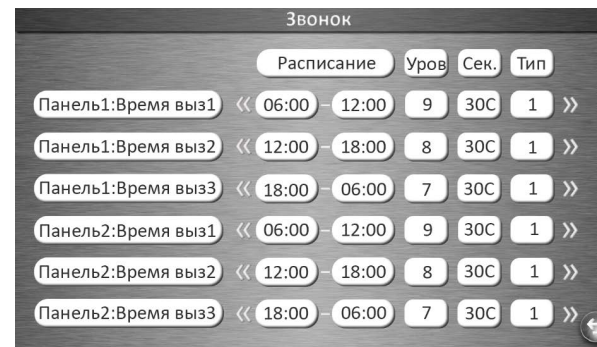 Звонок
Расписание Уров Сек. Тип
Панель1:Время выз1 « 06:00 – 12:00 9 30С 1 »
Панель1:Время выз2 « 12:00 – 18:00 8 30С 1 »
Панель1:Время выз3 « 18:00 – 06:00 7 30С 1 »
Панель2:Время выз1 « 06:00 – 12:00 9 30С 1 »
Панель2:Время выз2 « 12:00 – 18:00 8 30С 1 »
Панель2:Время выз3 « 18:00 – 06:00 7 30С 1 »